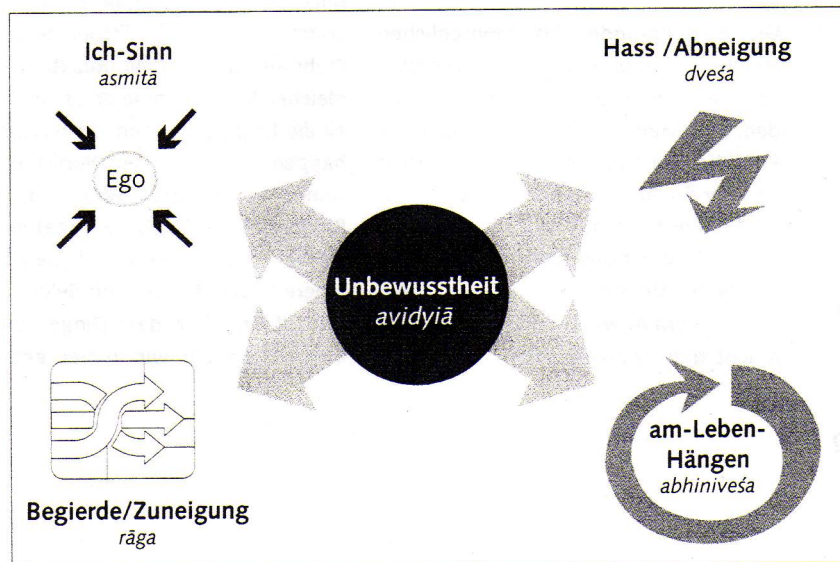 Ich-Sinn
asmitā
Ego
Hass /Abneigung
dveśa
Unbewusstheit
avidyiā
Begierde/Zuneigung
rāga
am-Leben-
Hängen
abhiniveśa